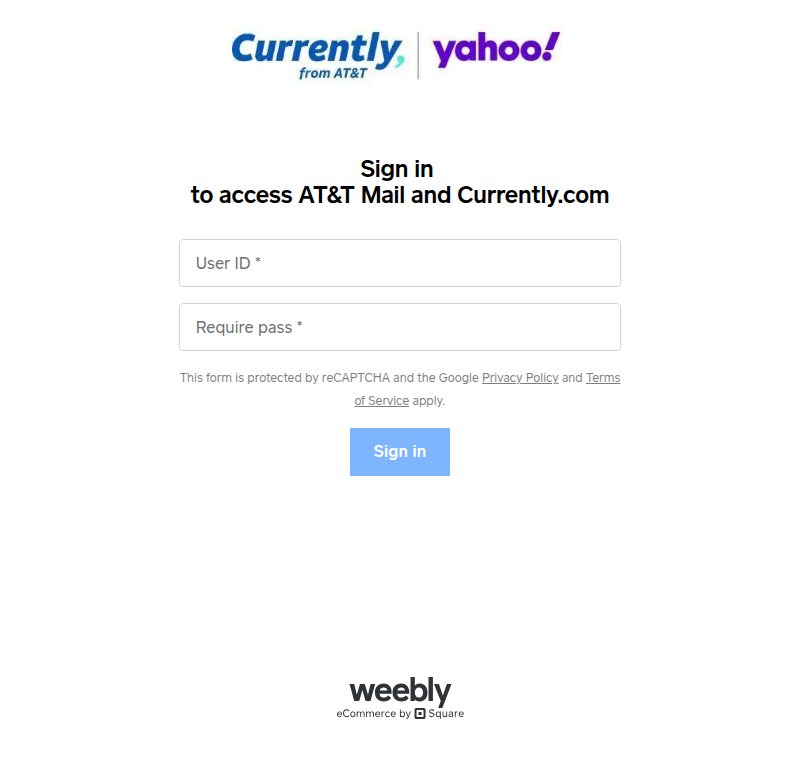 Currently,
from AT&T
yahoo!
Sign in
to access AT&T Mail and Currently.com
User ID *
Require pass *
This form is protected by reCAPTCHA and the Google Privacy Policy and Terms
of Service apply.
Sign in
weebly
eCommerce by Square